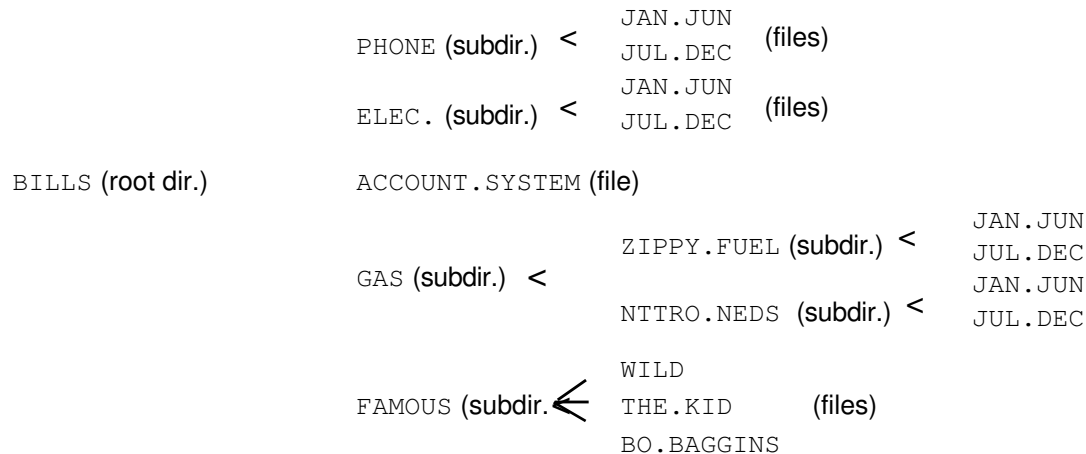 JAN.JUN
PHONE (subdir.) < (files)
JUL.DEC
JAN.JUN
ELEC. (subdir.) < (files)
JUL.DEC
BILLS (root dir.) ACCOUNT.SYSTEM (file)
JAN.JUN
ZIPPY.FUEL (subdir.) <
JUL.DEC
GAS (subdir.) <
JAN.JUN
NTTRO.NEDS (subdir.) <
JUL.DEC
WILD
FAMOUS (subdir. THE.KID (files)
BO.BAGGINS